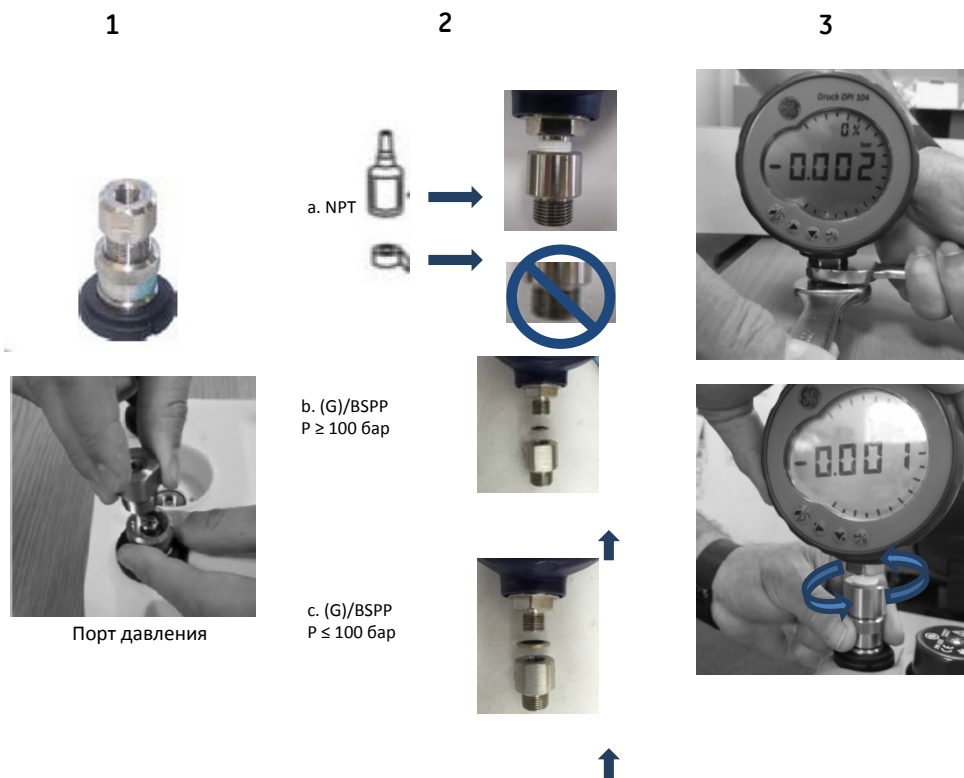 1
2
3
a. NPT
b. (G)/BSPP
P ≥ 100 бар
c. (G)/BSPP
P ≤ 100 бар
Порт давления
Druck DPI 104
0%
bar
-0.002
-0.001